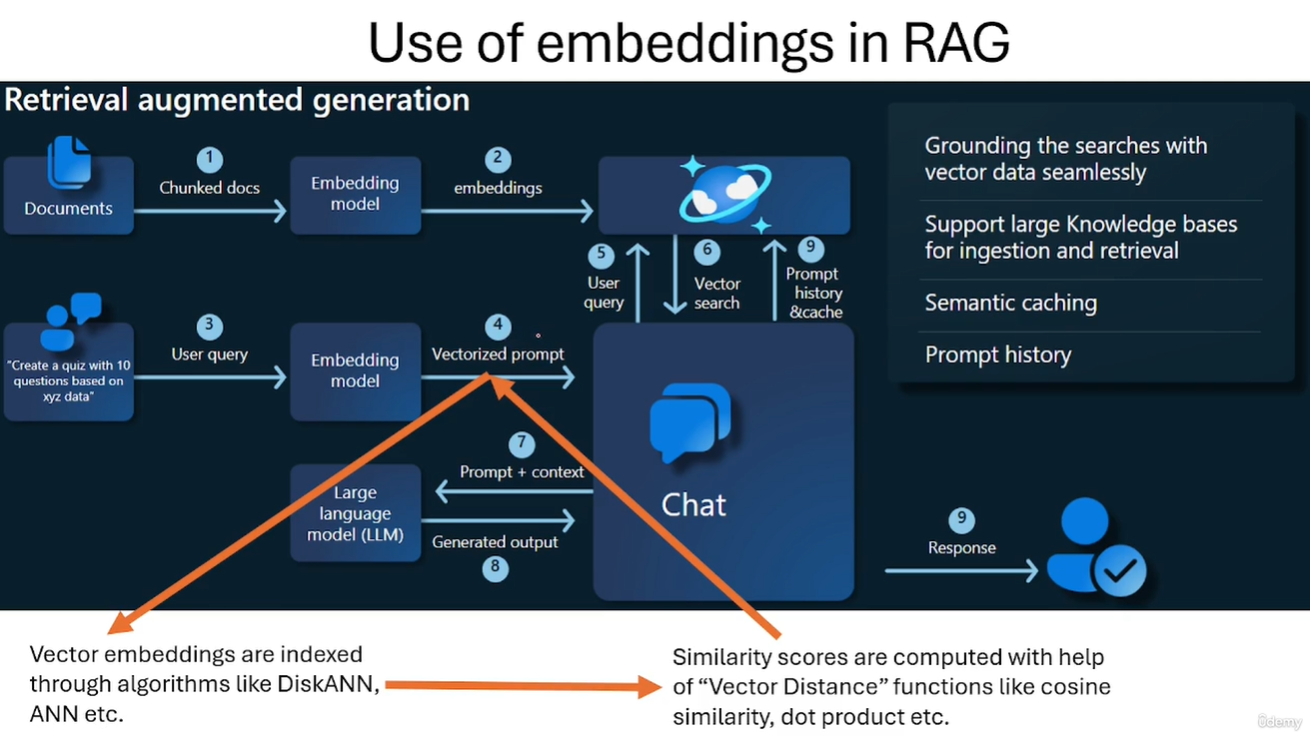 Use of embeddings in RAG
Retrieval augmented generation
Documents
1
Chunked docs
Embedding
model
2
embeddings
5
User
query
6
Vector
search
9
Prompt
history
&cache
"Create a quiz with 10
questions based on
xyz data"
3
User query
Embedding
model
4
Vectorized prompt
7
Prompt + context
Large
language
model (LLM)
Generated output
8
Chat
9
Response
Grounding the searches with
vector data seamlessly
Support large Knowledge bases
for ingestion and retrieval
Semantic caching
Prompt history
Vector embeddings are indexed
through algorithms like DiskANN,
ANN etc.
Similarity scores are computed with help
of “Vector Distance” functions like cosine
similarity, dot product etc.
ûdemy